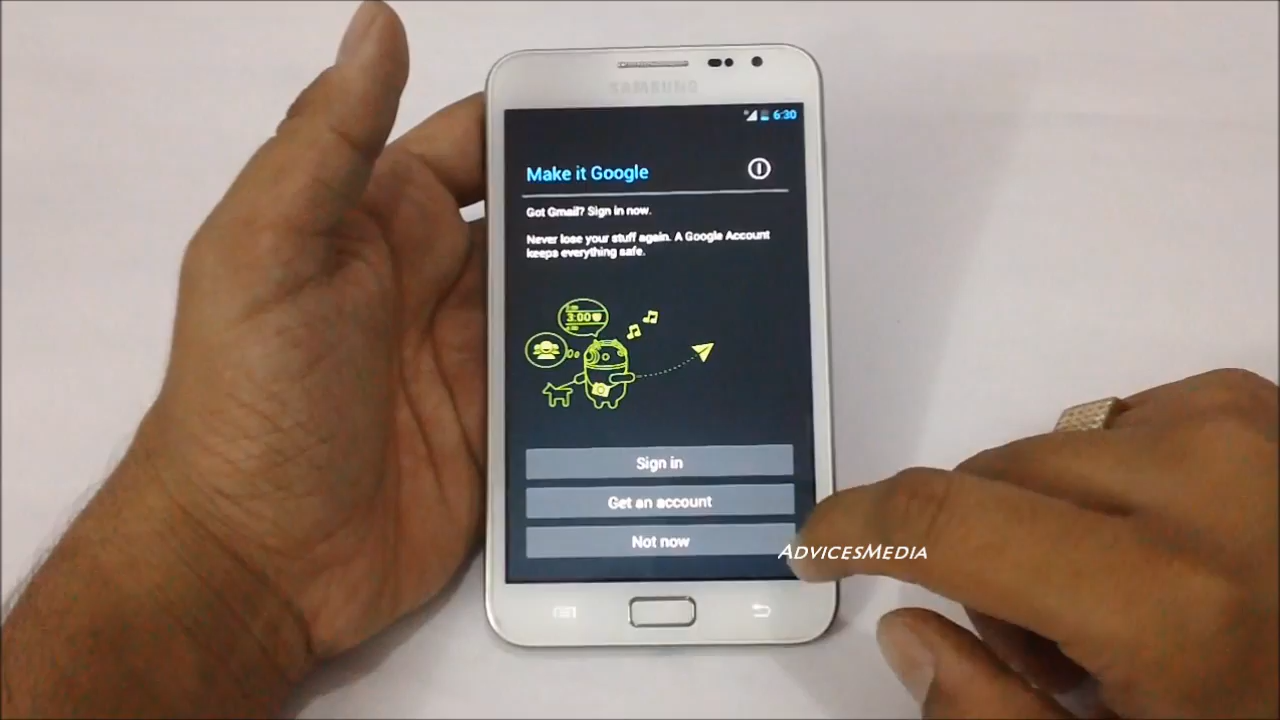 SAMSUNG
6:30
Make it Google
Got Gmail? Sign in now.
Never lose your stuff again. A Google Account
keeps everything safe.
3:00
Sign in
Get an account
Not now
ADVICESMEDIA